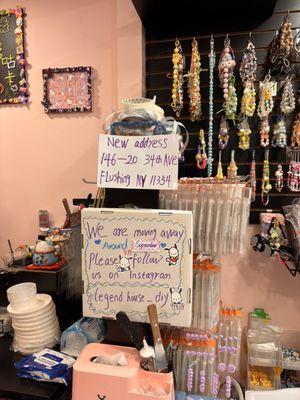 New address
146-20 34th Ave
Flushing NY 11354
We are moving away
Around September
Please follow
us on Instagram
legend house_diy